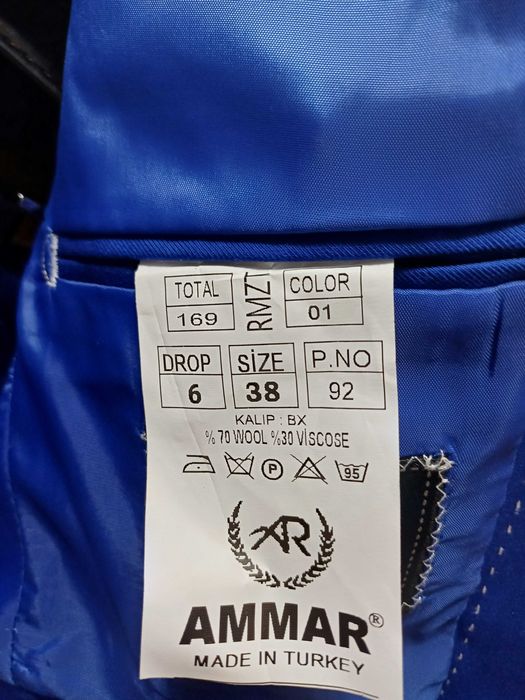 TOTAL
169
RMZT
COLOR
01
DROP
6
SİZE
38
P.NO
92
KALIP : BX
% 70 WOOL %30 VİSCOSE
P
95
AR
AMMAR®
MADE IN TURKEY